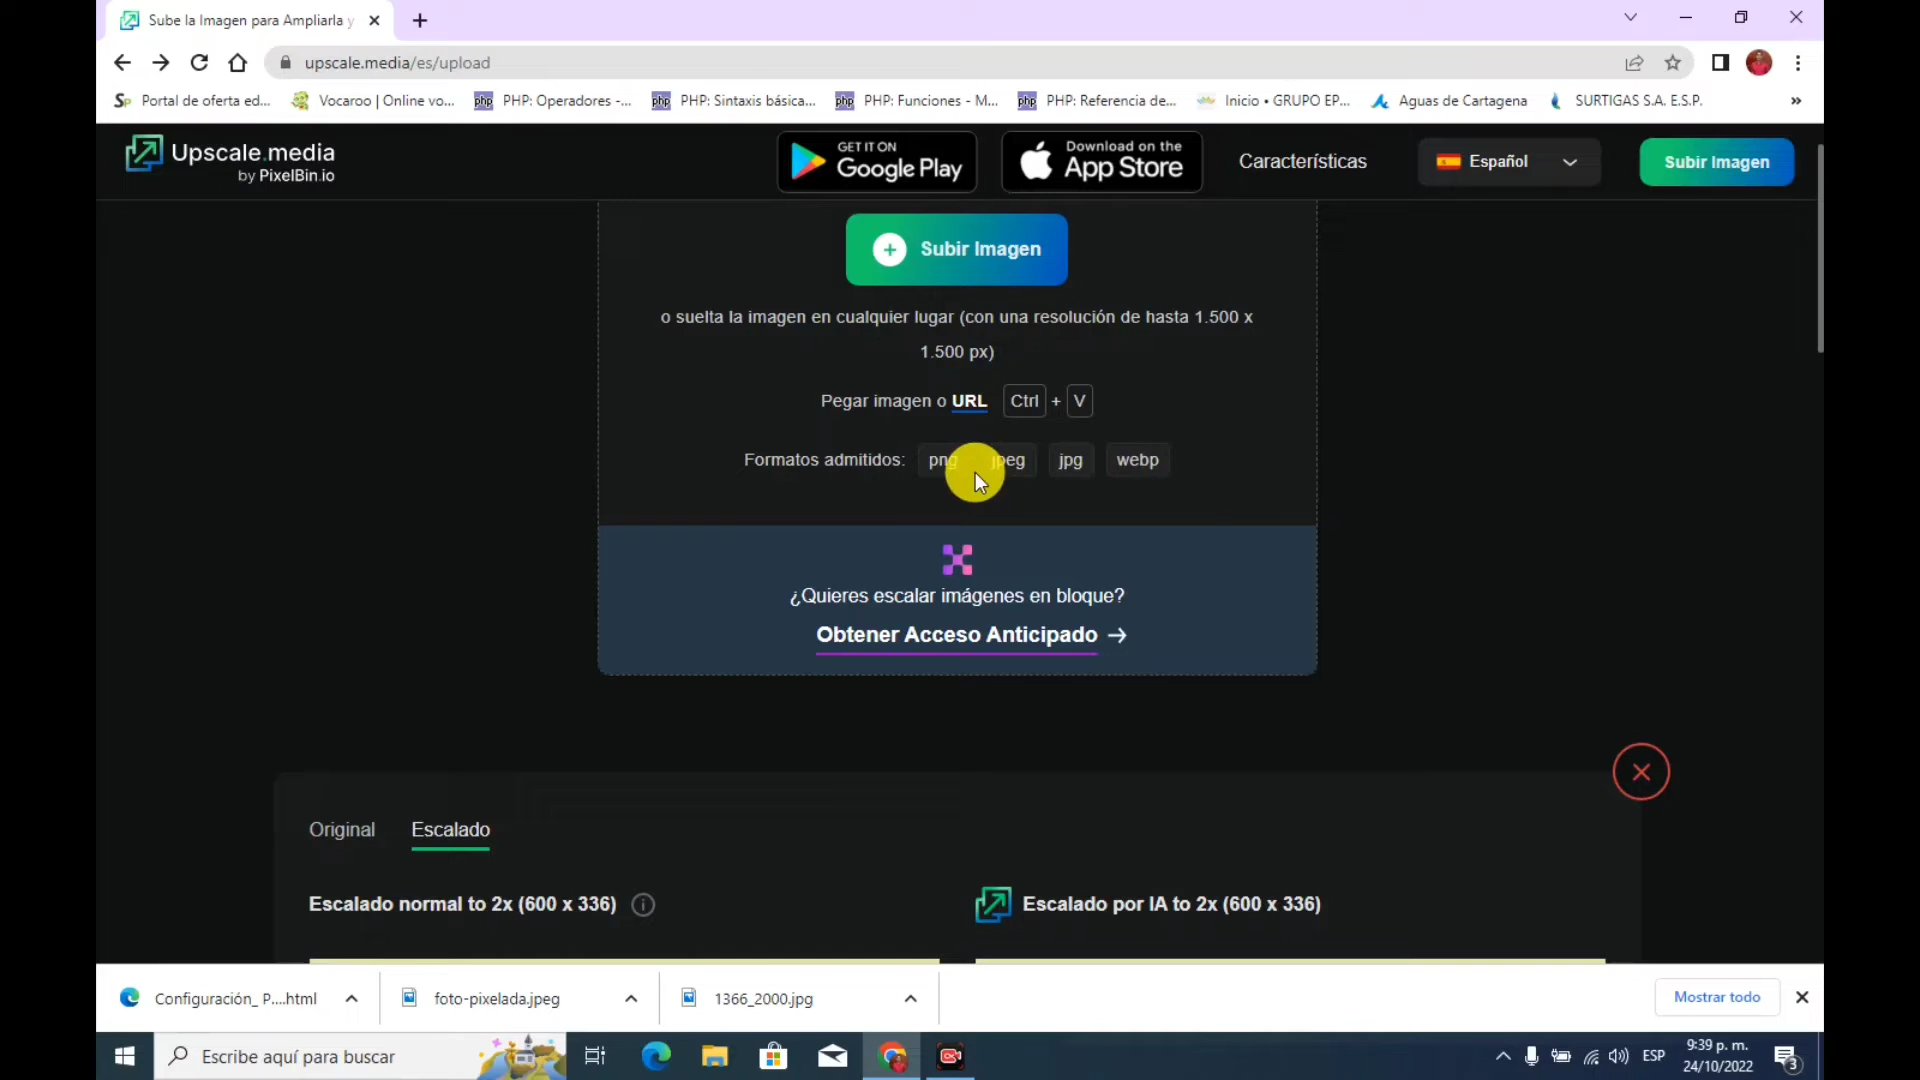 Sube la Imagen para Ampliarla y
upscale.media/es/upload
Portal de oferta ed...
Vocaroo | Online vo...
PHP: Operadores -...
PHP: Sintaxis básica...
PHP: Funciones - M...
PHP: Referencia de...
Inicio • GRUPO EP...
Aguas de Cartagena
SURTIGAS S.A. E.S.P.
Upscale.media
by PixelBin.io
GET IT ON
Google Play
Download on the
App Store
Características
Español
Subir Imagen
Subir Imagen
o suelta la imagen en cualquier lugar (con una resolución de hasta 1.500 x
1.500 px)
Pegar imagen o URL Ctrl + V
Formatos admitidos: png jpeg jpg webp
¿Quieres escalar imágenes en bloque?
Obtener Acceso Anticipado →
Original Escalado
Escalado normal to 2x (600 x 336)
Escalado por IA to 2x (600 x 336)
Configuración_ P....html
foto-pixelada.jpeg
1366_2000.jpg
Mostrar todo
Escribe aquí para buscar
ESP
9:39 p. m.
24/10/2022
3